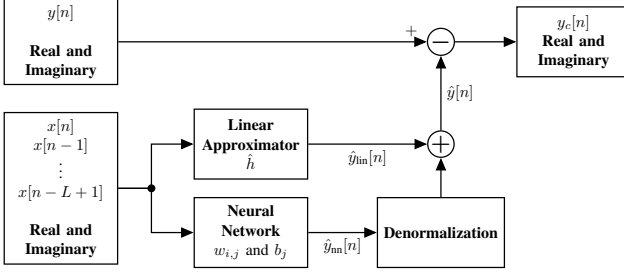 y[n]
Real and
Imaginary
+
−
y_c[n]
Real and
Imaginary
ŷ[n]
x[n]
x[n − 1]
⋮
x[n − L + 1]
Real and
Imaginary
Linear
Approximator
ĥ
ŷ_lin[n]
+
Neural
Network
w_{i,j} and b_j
ŷ_nn[n]
Denormalization